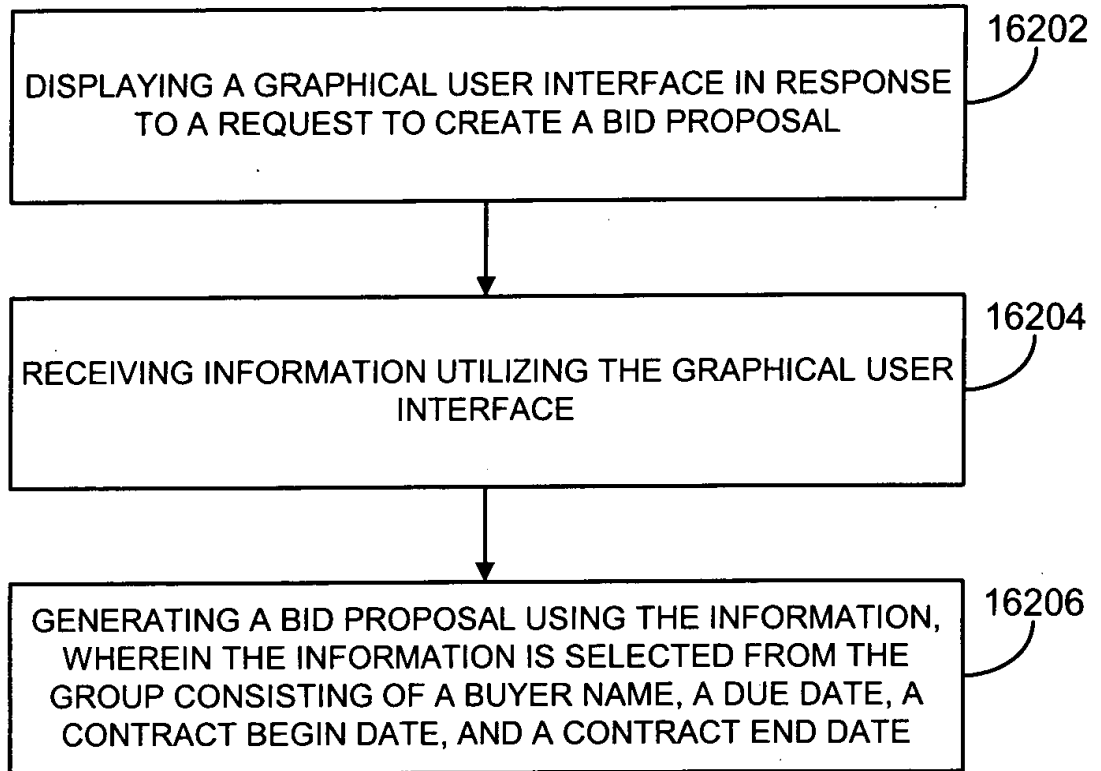 16202
DISPLAYING A GRAPHICAL USER INTERFACE IN RESPONSE
TO A REQUEST TO CREATE A BID PROPOSAL
16204
RECEIVING INFORMATION UTILIZING THE GRAPHICAL USER
INTERFACE
16206
GENERATING A BID PROPOSAL USING THE INFORMATION,
WHEREIN THE INFORMATION IS SELECTED FROM THE
GROUP CONSISTING OF A BUYER NAME, A DUE DATE, A
CONTRACT BEGIN DATE, AND A CONTRACT END DATE